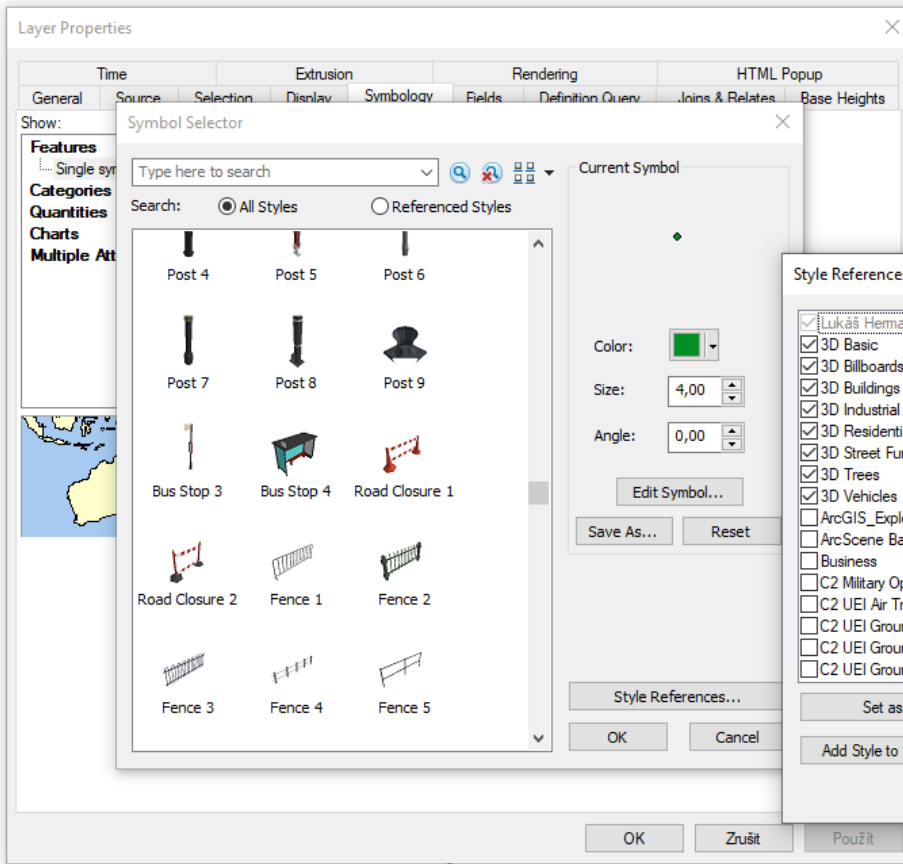 Layer Properties
Time Extrusion Rendering HTML Popup
General Source Selection Display Symbology Fields Definition Query Joins & Relates Base Heights
Show:
Features
Single syr
Categories
Quantities
Charts
Multiple Att
Symbol Selector
Type here to search
Search: All Styles Referenced Styles
Post 4 Post 5 Post 6
Post 7 Post 8 Post 9
Bus Stop 3 Bus Stop 4 Road Closure 1
Road Closure 2 Fence 1 Fence 2
Fence 3 Fence 4 Fence 5
Current Symbol
Color:
Size: 4,00
Angle: 0,00
Edit Symbol...
Save As... Reset
Style References...
OK Cancel
Style Reference
Lukáš Herma
3D Basic
3D Billboards
3D Buildings
3D Industrial
3D Residenti
3D Street Fur
3D Trees
3D Vehicles
ArcGIS_Explo
ArcScene Ba
Business
C2 Military Op
C2 UEI Air Tr
C2 UEI Grour
C2 UEI Grour
C2 UEI Grour
Set as
Add Style to
OK Zrušit Použít